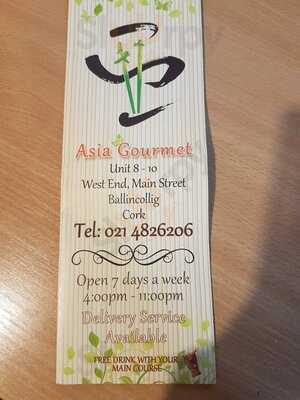 Asia Gourmet
Unit 8 - 10
West End, Main Street
Ballincollig
Cork
Tel: 021 4826206
Open 7 days a week
4:00pm - 11:00pm
Delivery Service
Available
FREE DRINK WITH YOUR
MAIN COURSE